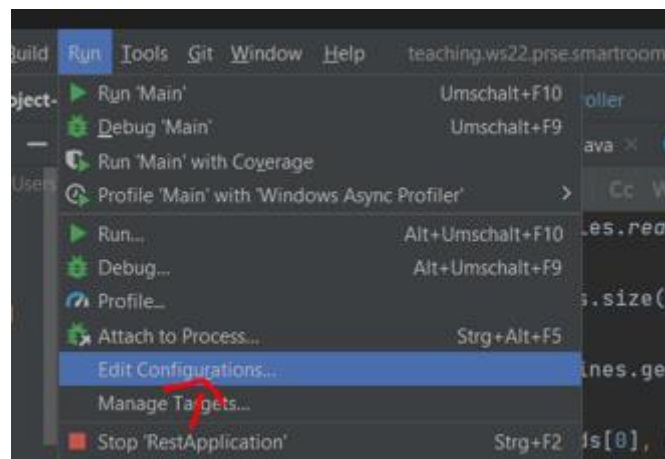 Build Run Tools Git Window Help teaching.ws22.prse.smartroom
oject-
Run 'Main' Umschalt+F10
oller
Debug 'Main' Umschalt+F9
ava
Run 'Main' with Coverage
Users
Cc W
Profile 'Main' with 'Windows Async Profiler'
Run... Alt+Umschalt+F10
les.rea
Debug... Alt+Umschalt+F9
Profile...
s.size(
Attach to Process... Strg+Alt+F5
Edit Configurations...
ines.ge
Manage Targets...
Stop 'RestApplication' Strg+F2
ds[0],